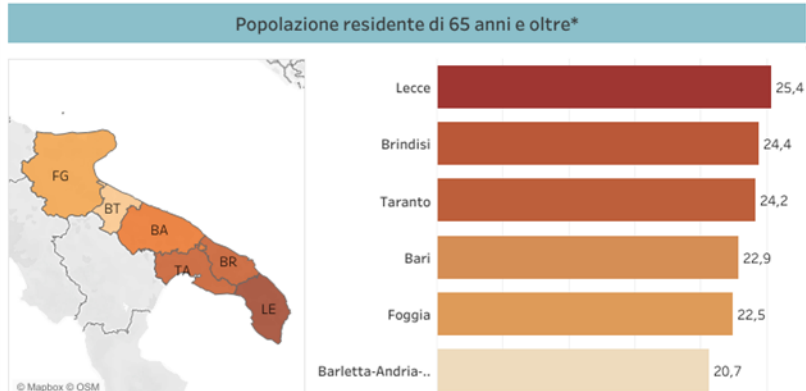 Popolazione residente di 65 anni e oltre*
FG
BT
BA
TA
BR
LE
© Mapbox © OSM
Lecce 25,4
Brindisi 24,4
Taranto 24,2
Bari 22,9
Foggia 22,5
Barletta-Andria-.. 20,7